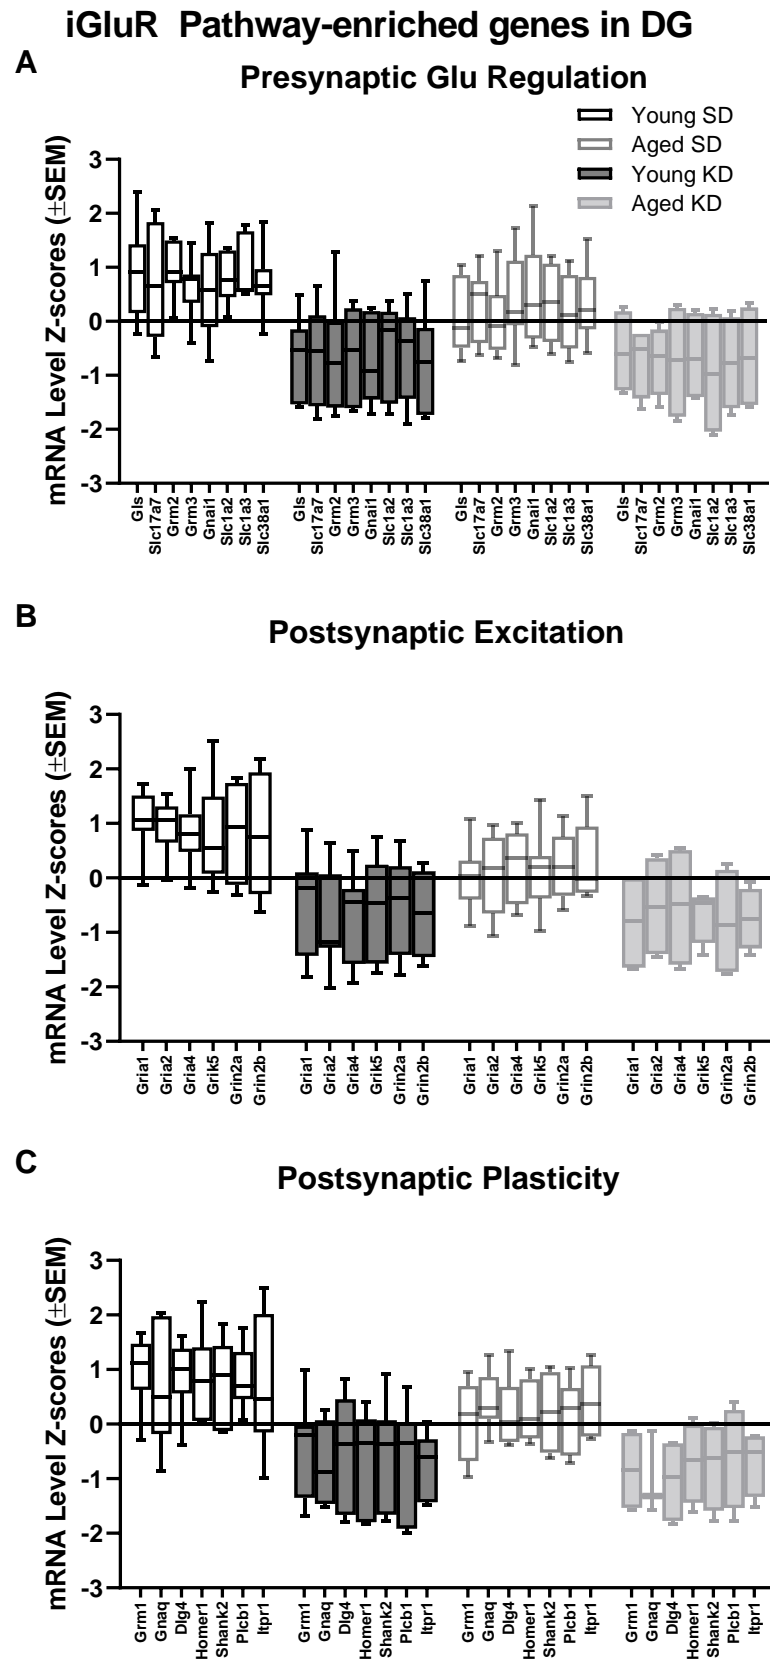 iGluR Pathway-enriched genes in DG
A
Presynaptic Glu Regulation
Young SD
Aged SD
Young KD
Aged KD
mRNA Level Z-scores (±SEM)
3
2
1
0
-1
-2
-3
Gls
Slc17a7
Grm2
Grm3
Gnai1
Slc1a2
Slc1a3
Slc38a1
Gls
Slc17a7
Grm2
Grm3
Gnai1
Slc1a2
Slc1a3
Slc38a1
Gls
Slc17a7
Grm2
Grm3
Gnai1
Slc1a2
Slc1a3
Slc38a1
Gls
Slc17a7
Grm2
Grm3
Gnai1
Slc1a2
Slc1a3
Slc38a1
B
Postsynaptic Excitation
mRNA Level Z-scores (±SEM)
3
2
1
0
-1
-2
-3
Gria1
Gria2
Gria4
Grik5
Grin2a
Grin2b
Gria1
Gria2
Gria4
Grik5
Grin2a
Grin2b
Gria1
Gria2
Gria4
Grik5
Grin2a
Grin2b
Gria1
Gria2
Gria4
Grik5
Grin2a
Grin2b
C
Postsynaptic Plasticity
mRNA Level Z-scores (±SEM)
3
2
1
0
-1
-2
-3
Grm1
Gnaq
Dlg4
Homer1
Shank2
Plcb1
Itpr1
Grm1
Gnaq
Dlg4
Homer1
Shank2
Plcb1
Itpr1
Grm1
Gnaq
Dlg4
Homer1
Shank2
Plcb1
Itpr1
Grm1
Gnaq
Dlg4
Homer1
Shank2
Plcb1
Itpr1